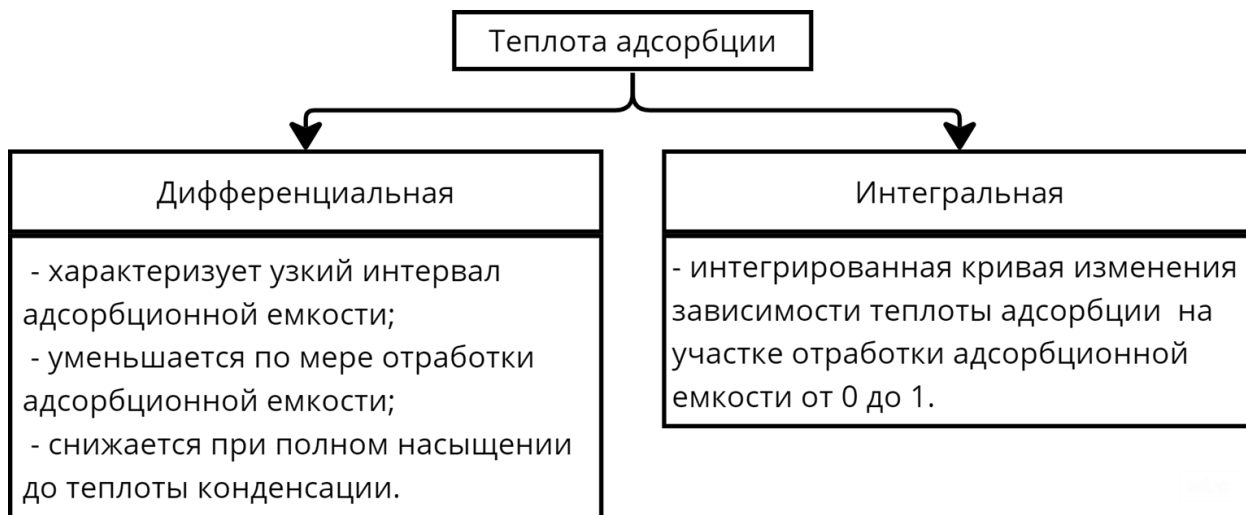 Теплота адсорбции
Дифференциальная
- характеризует узкий интервал
адсорбционной емкости;
- уменьшается по мере отработки
адсорбционной емкости;
- снижается при полном насыщении
до теплоты конденсации.
Интегральная
- интегрированная кривая изменения
зависимости теплоты адсорбции на
участке отработки адсорбционной
емкости от 0 до 1.